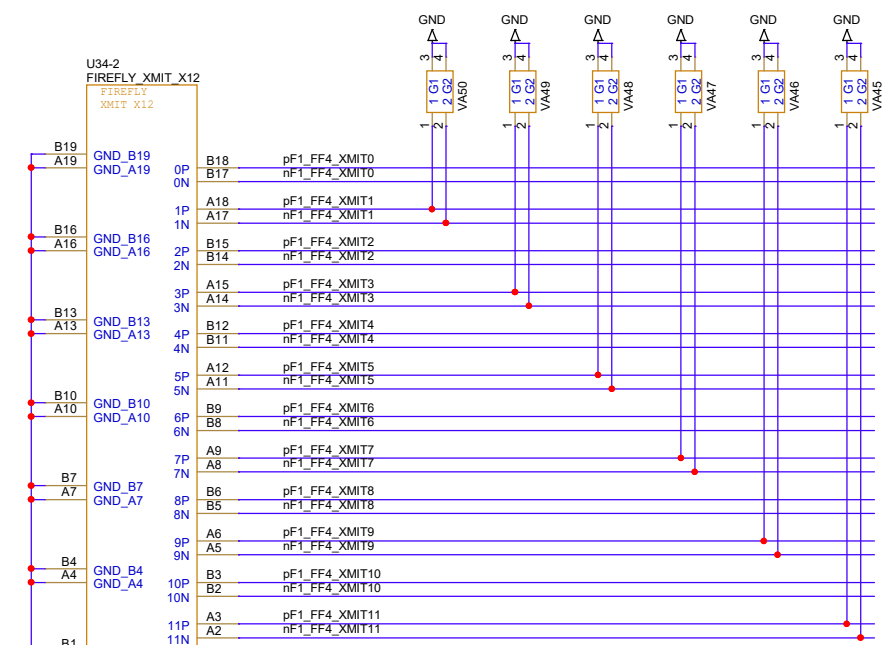 GND GND GND GND GND GND
3 4 3 4 3 4 3 4 3 4 3 4
1 G1 2 G2 VA50
1 G1 2 G2 VA49
1 G1 2 G2 VA48
1 G1 2 G2 VA47
1 G1 2 G2 VA46
1 G1 2 G2 VA45
1 2 1 2 1 2 1 2 1 2 1 2
U34-2
FIREFLY_XMIT_X12
FIREFLY
XMIT X12
B19 GND_B19
A19 GND_A19
0P B18 pF1_FF4_XMIT0
0N B17 nF1_FF4_XMIT0
1P A18 pF1_FF4_XMIT1
1N A17 nF1_FF4_XMIT1
B16 GND_B16
A16 GND_A16
2P B15 pF1_FF4_XMIT2
2N B14 nF1_FF4_XMIT2
3P A15 pF1_FF4_XMIT3
3N A14 nF1_FF4_XMIT3
B13 GND_B13
A13 GND_A13
4P B12 pF1_FF4_XMIT4
4N B11 nF1_FF4_XMIT4
5P A12 pF1_FF4_XMIT5
5N A11 nF1_FF4_XMIT5
B10 GND_B10
A10 GND_A10
6P B9 pF1_FF4_XMIT6
6N B8 nF1_FF4_XMIT6
7P A9 pF1_FF4_XMIT7
7N A8 nF1_FF4_XMIT7
B7 GND_B7
A7 GND_A7
8P B6 pF1_FF4_XMIT8
8N B5 nF1_FF4_XMIT8
9P A6 pF1_FF4_XMIT9
9N A5 nF1_FF4_XMIT9
B4 GND_B4
A4 GND_A4
10P B3 pF1_FF4_XMIT10
10N B2 nF1_FF4_XMIT10
11P A3 pF1_FF4_XMIT11
11N A2 nF1_FF4_XMIT11
B1